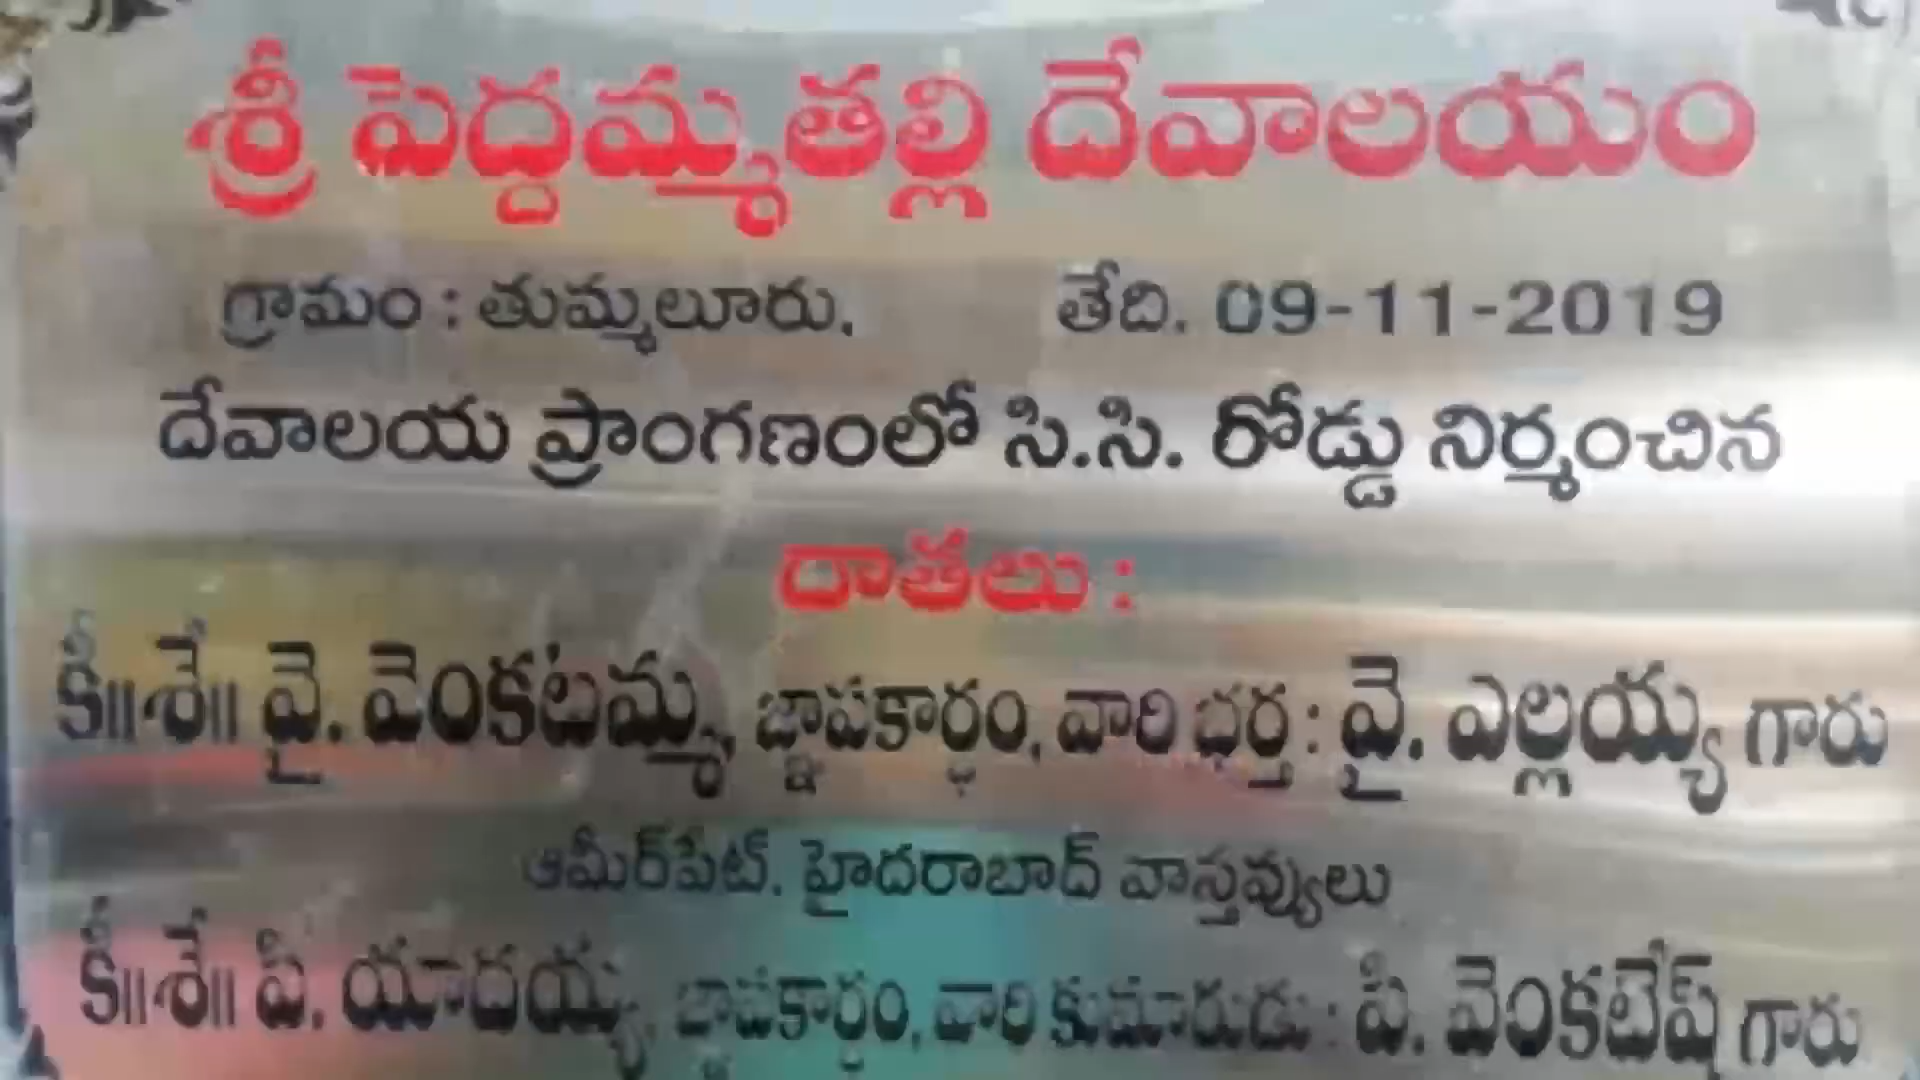 శ్రీ పెద్దమ్మతల్లి దేవాలయం
గ్రామం : తుమ్మలూరు. తేది. 09-11-2019
దేవాలయ ప్రాంగణంలో సి.సి. రోడ్డు నిర్మించిన
దాతలు :
కీ॥శే॥ వై. వెంకటమ్మ, జ్ఞాపకార్థం, వారి భర్త : వై. ఎల్లయ్య గారు
ఆమీర్‌పేట్. హైదరాబాద్ వాస్తవ్యులు
కీ॥శే॥ పి. యాదయ్య, జ్ఞాపకార్థం, వారి కుమారుడు : పి. వెంకటేష్ గారు